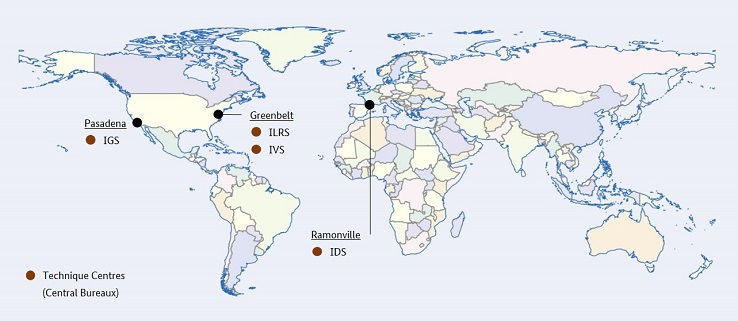 Pasadena
IGS
Greenbelt
ILRS
IVS
Ramonville
IDS
Technique Centres
(Central Bureaux)